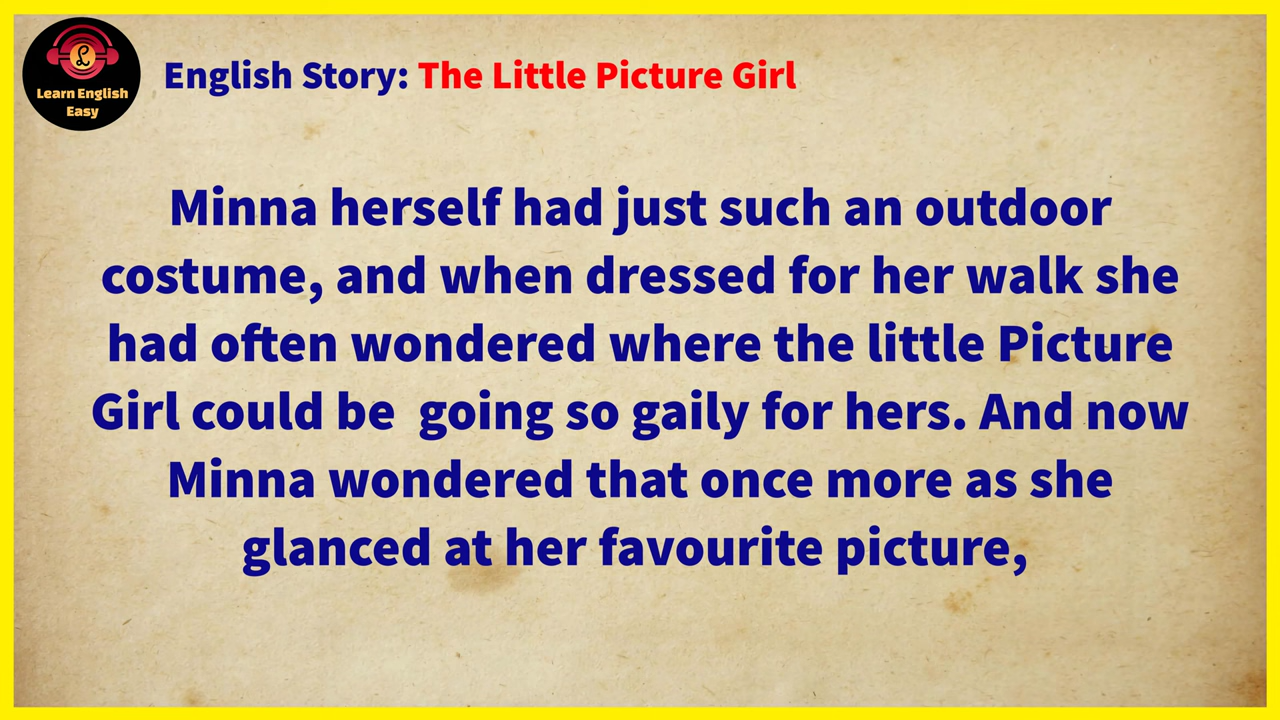 English Story: The Little Picture Girl
Learn English
Easy
Minna herself had just such an outdoor
costume, and when dressed for her walk she
had often wondered where the little Picture
Girl could be  going so gaily for hers. And now
Minna wondered that once more as she
glanced at her favourite picture,